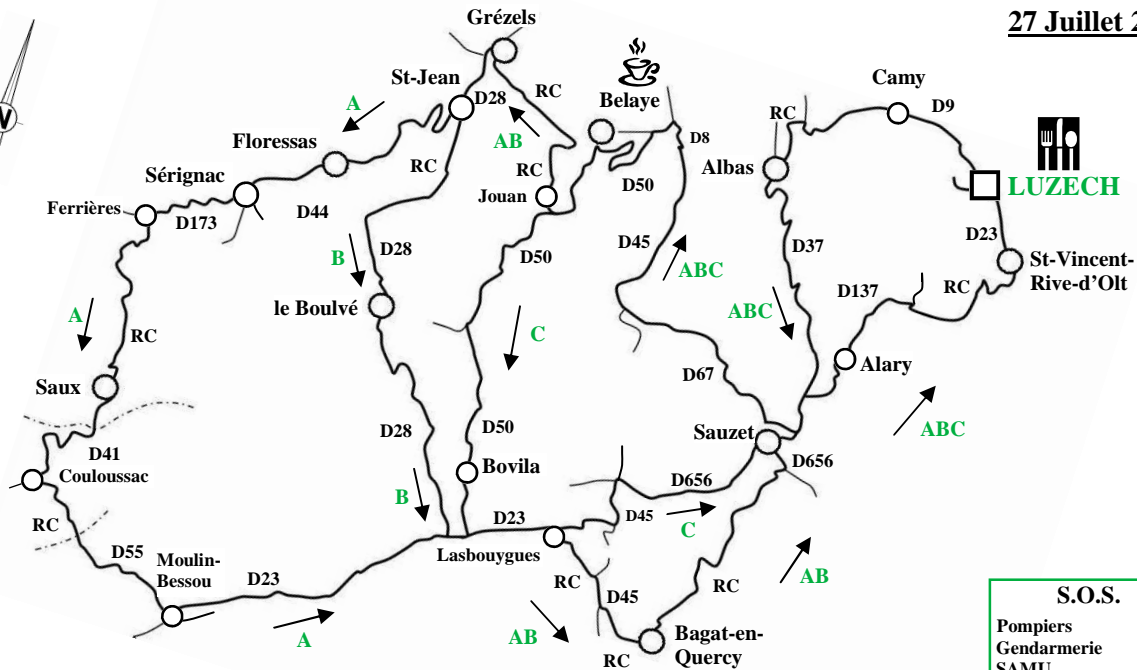 27 Juillet 2
Grézels
Camy
St-Jean
D28
RC
Belaye
D9
A
AB
RC
D8
Albas
Floressas
RC
RC
D50
LUZECH
Sérignac
Jouan
Ferrières
D173
D44
D23
D28
D50
D45
D37
St-Vincent-
Rive-d'Olt
B
ABC
D137
RC
le Boulvé
ABC
A
C
RC
Alary
Saux
D67
D28
D50
ABC
D41
Sauzet
Couloussac
Bovila
D656
D656
B
RC
D23
D45
C
Lasbouygues
D55
Moulin-
Bessou
D23
RC
RC
D45
AB
A
AB
RC
Bagat-en-
Quercy
S.O.S.
Pompiers
Gendarmerie
SAMU